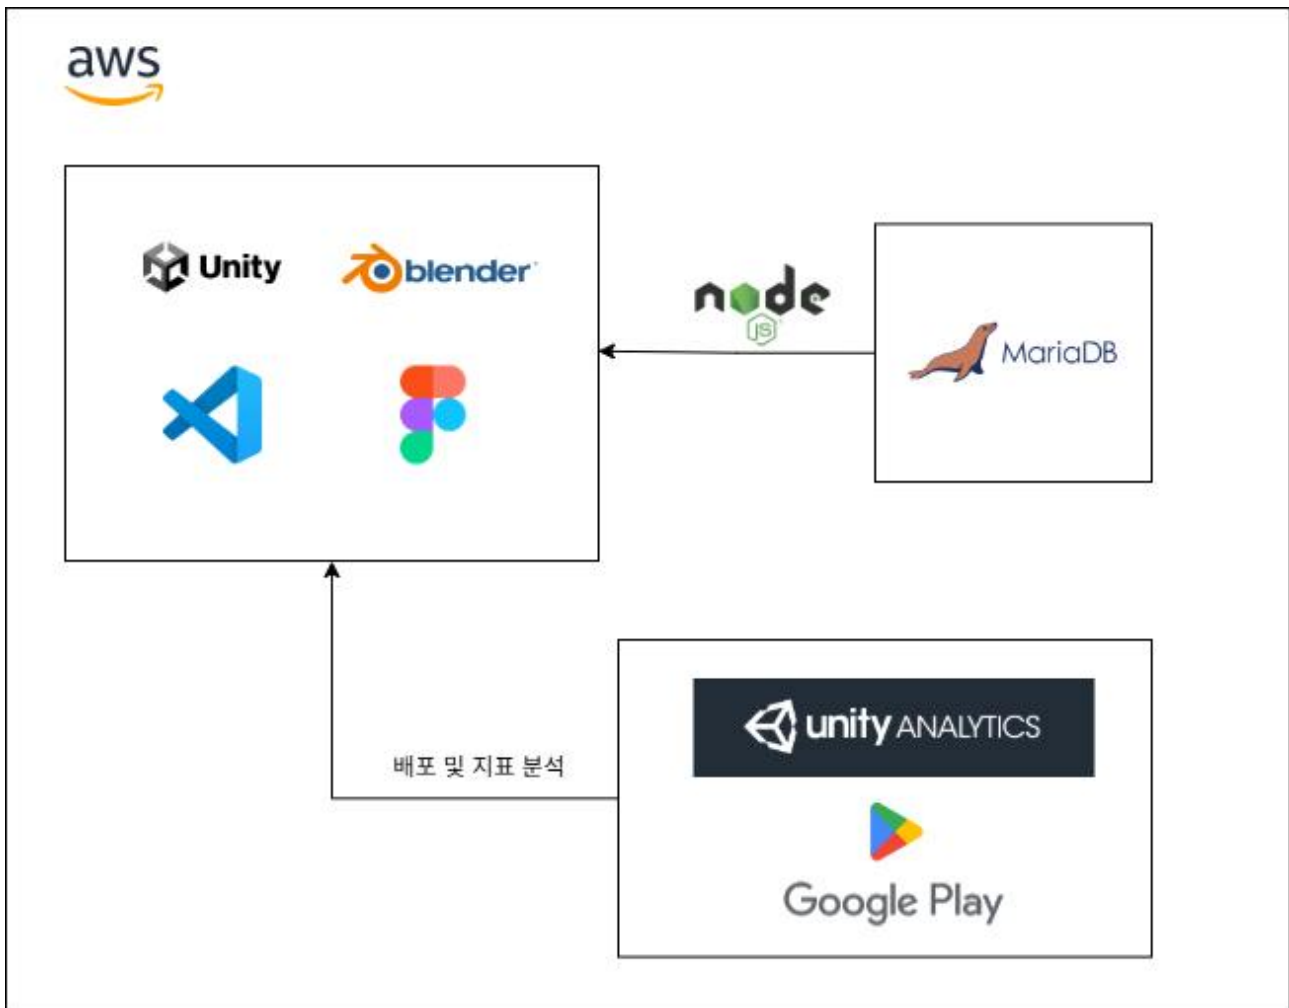 aws
Unity
blender
node
JS
MariaDB
unity ANALYTICS
배포 및 지표 분석
Google Play